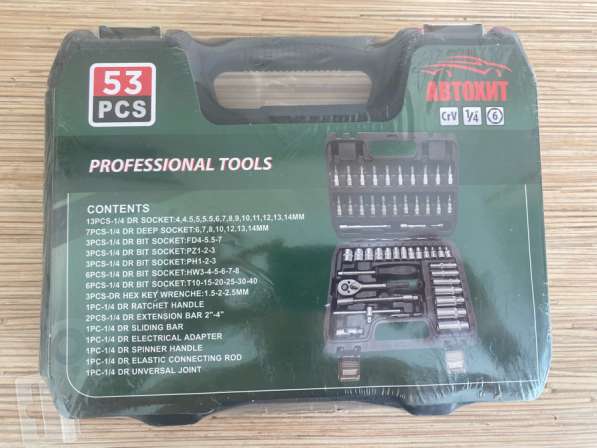 53
PCS
АВТОХИТ
CrV 1/4 6
PROFESSIONAL TOOLS
CONTENTS
13PCS-1/4 DR SOCKET:4,4.5,5,5.5,6,7,8,9,10,11,12,13,14MM
7PCS-1/4 DR DEEP SOCKET:6,7,8,10,12,13,14MM
3PCS-1/4 DR BIT SOCKET:FD4-5.5-7
3PCS-1/4 DR BIT SOCKET:PZ1-2-3
3PCS-1/4 DR BIT SOCKET:PH1-2-3
6PCS-1/4 DR BIT SOCKET:HW3-4-5-6-7-8
6PCS-1/4 DR BIT SOCKET:T10-15-20-25-30-40
3PCS-DR HEX KEY WRENCHE:1.5-2-2.5MM
1PC-1/4 DR RATCHET HANDLE
2PCS-1/4 DR EXTENSION BAR 2"-4"
1PC-1/4 DR SLIDING BAR
1PC-1/4 DR ELECTRICAL ADAPTER
1PC-1/4 DR SPINNER HANDLE
1PC-1/4 DR ELASTIC CONNECTING ROD
1PC-1/4 DR UNVERSAL JOINT